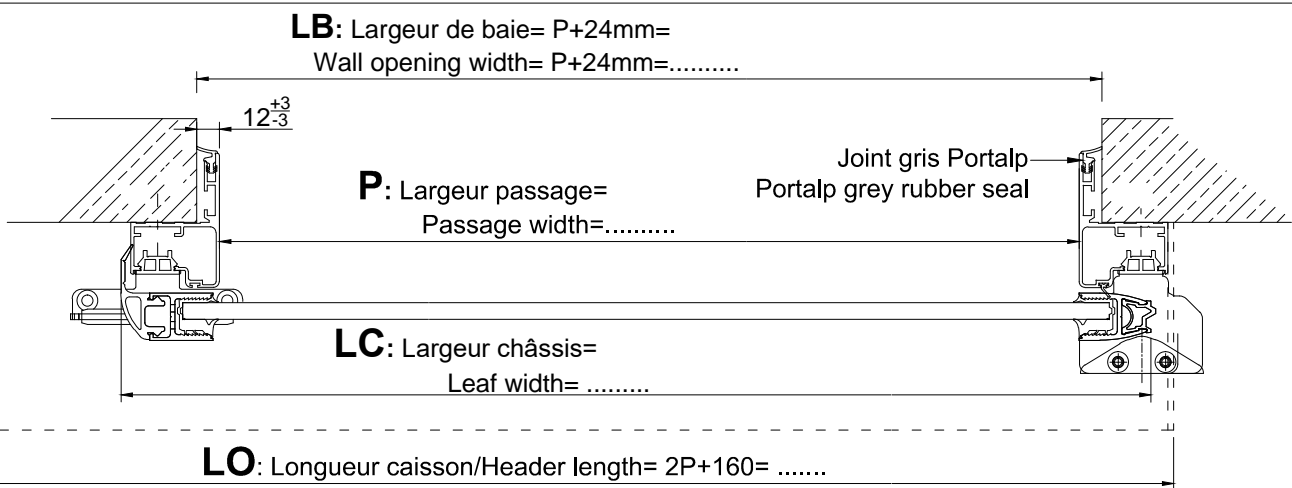 LB: Largeur de baie= P+24mm=
Wall opening width= P+24mm=..........
12 +3 -3
Joint gris Portalp
Portalp grey rubber seal
P: Largeur passage=
Passage width=..........
LC: Largeur châssis=
Leaf width= .........
LO: Longueur caisson/Header length= 2P+160= .......